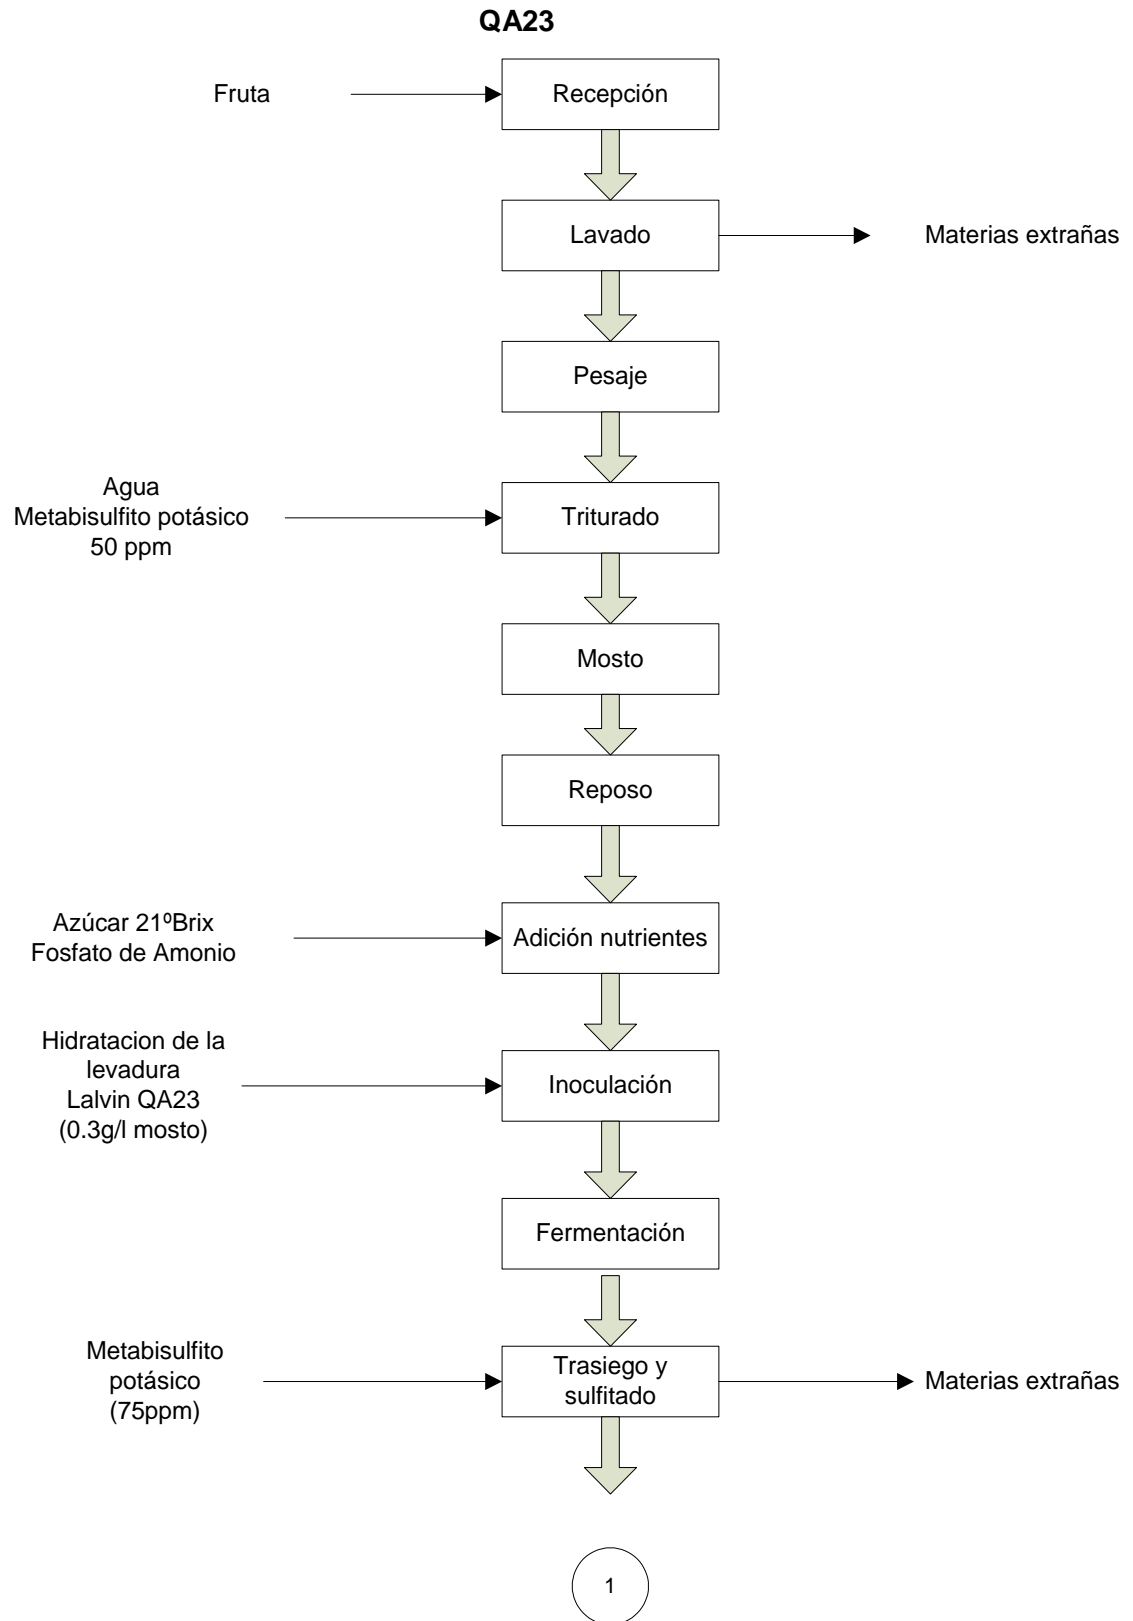 QA23
Fruta
Recepción
Lavado
Materias extrañas
Pesaje
Agua
Metabisulfito potásico
50 ppm
Triturado
Mosto
Reposo
Azúcar 21ºBrix
Fosfato de Amonio
Adición nutrientes
Hidratacion de la
levadura
Lalvin QA23
(0.3g/l mosto)
Inoculación
Fermentación
Metabisulfito
potásico
(75ppm)
Trasiego y
sulfitado
Materias extrañas
1